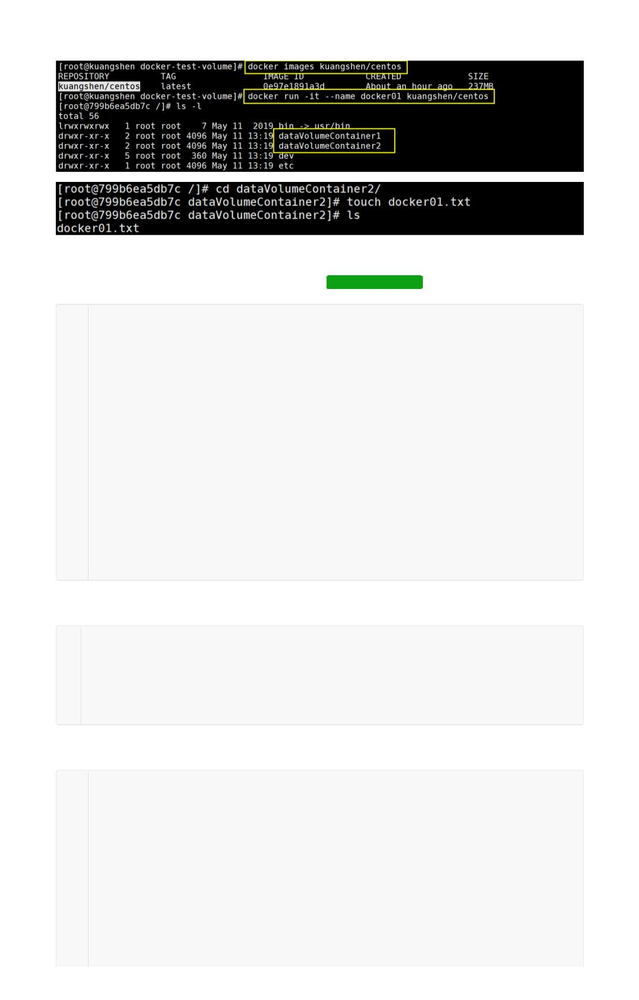 [root@kuangshen docker-test-volume]# docker images kuangshen/centos
REPOSITORY TAG IMAGE ID CREATED SIZE
kuangshen/centos latest 0e97e1891a3d About an hour ago 237MB
[root@kuangshen docker-test-volume]# docker run -it --name docker01 kuangshen/centos
[root@799b6ea5db7c /]# ls -l
total 56
lrwxrwxrwx 1 root root 7 May 11 2019 bin -> usr/bin
drwxr-xr-x 2 root root 4096 May 11 13:19 dataVolumeContainer1
drwxr-xr-x 2 root root 4096 May 11 13:19 dataVolumeContainer2
drwxr-xr-x 5 root root 360 May 11 13:19 dev
drwxr-xr-x 1 root root 4096 May 11 13:19 etc
[root@799b6ea5db7c /]# cd dataVolumeContainer2/
[root@799b6ea5db7c dataVolumeContainer2]# touch docker01.txt
[root@799b6ea5db7c dataVolumeContainer2]# ls
docker01.txt